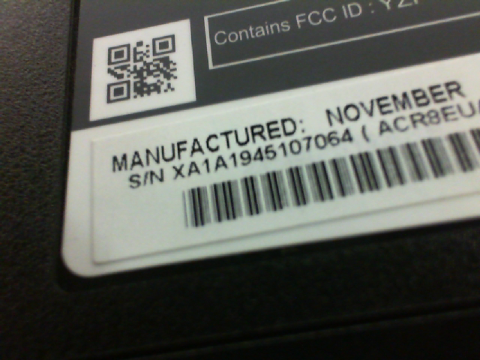 Contains FCC ID :
MANUFACTURED: NOVEMBER
S/N XA1A1945107064 ( ACR8EU